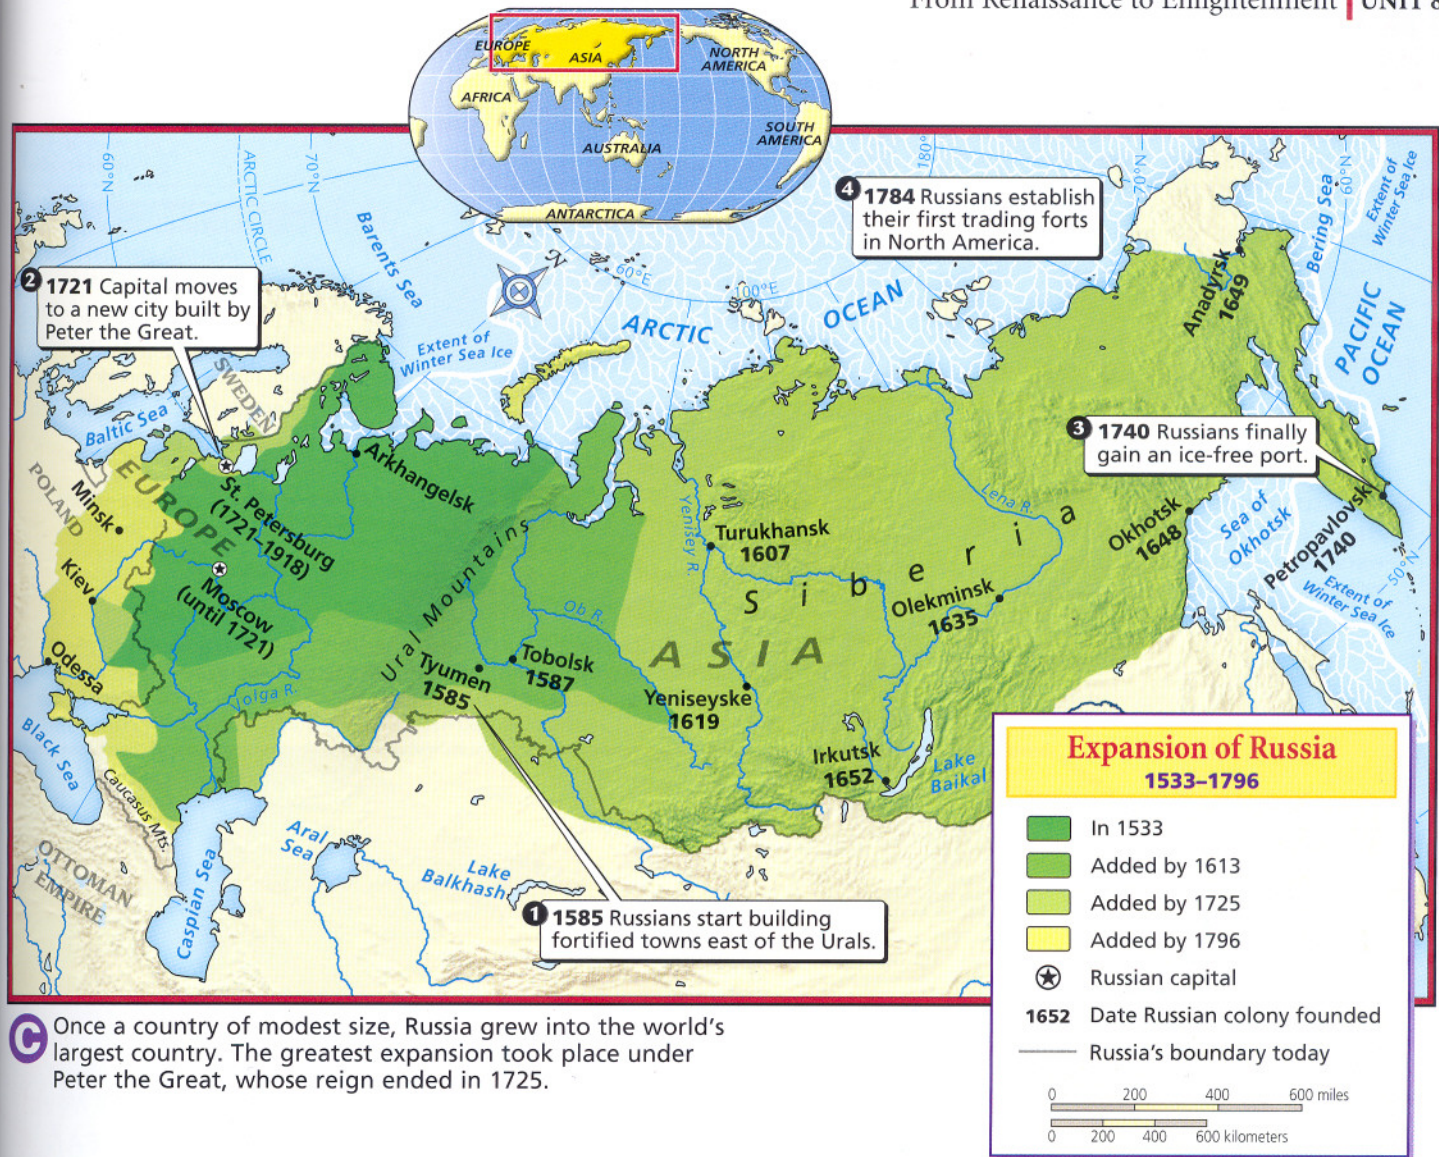 From Renaissance to Enlightenment | UNIT 8
EUROPE
ASIA
NORTH
AMERICA
AFRICA
SOUTH
AMERICA
AUSTRALIA
ANTARCTICA
60°N
ARCTIC CIRCLE
70°N
180°
70°N
60°N
Extent of
Winter Sea Ice
Bering Sea
4 1784 Russians establish
their first trading forts
in North America.
Barents Sea
N
60°E
100°E
2 1721 Capital moves
to a new city built by
Peter the Great.
ARCTIC OCEAN
Anadyrsk
1649
PACIFIC
OCEAN
Extent of
Winter Sea Ice
SWEDEN
Baltic Sea
3 1740 Russians finally
gain an ice-free port.
POLAND
EUROPE
Arkhangelsk
Minsk
St. Petersburg
(1721–1918)
Yenisey R.
Lena R.
Turukhansk
1607
Okhotsk
1648
Sea of
Okhotsk
Petropavlovsk
1740
50°N
Extent of
Winter Sea Ice
Kiev
Moscow
(until 1721)
Ural Mountains
Ob R.
Siberia
Olekminsk
1635
ASIA
Odessa
Tyumen
1585
Tobolsk
1587
Volga R.
Yeniseyske
1619
Black Sea
Irkutsk
1652
Lake
Baikal
Caucasus Mts.
OTTOMAN
EMPIRE
Caspian Sea
Aral
Sea
Lake
Balkhash
1 1585 Russians start building
fortified towns east of the Urals.
Expansion of Russia
1533–1796
In 1533
Added by 1613
Added by 1725
Added by 1796
Russian capital
1652 Date Russian colony founded
Russia's boundary today
0 200 400 600 miles
0 200 400 600 kilometers
C Once a country of modest size, Russia grew into the world's
largest country. The greatest expansion took place under
Peter the Great, whose reign ended in 1725.